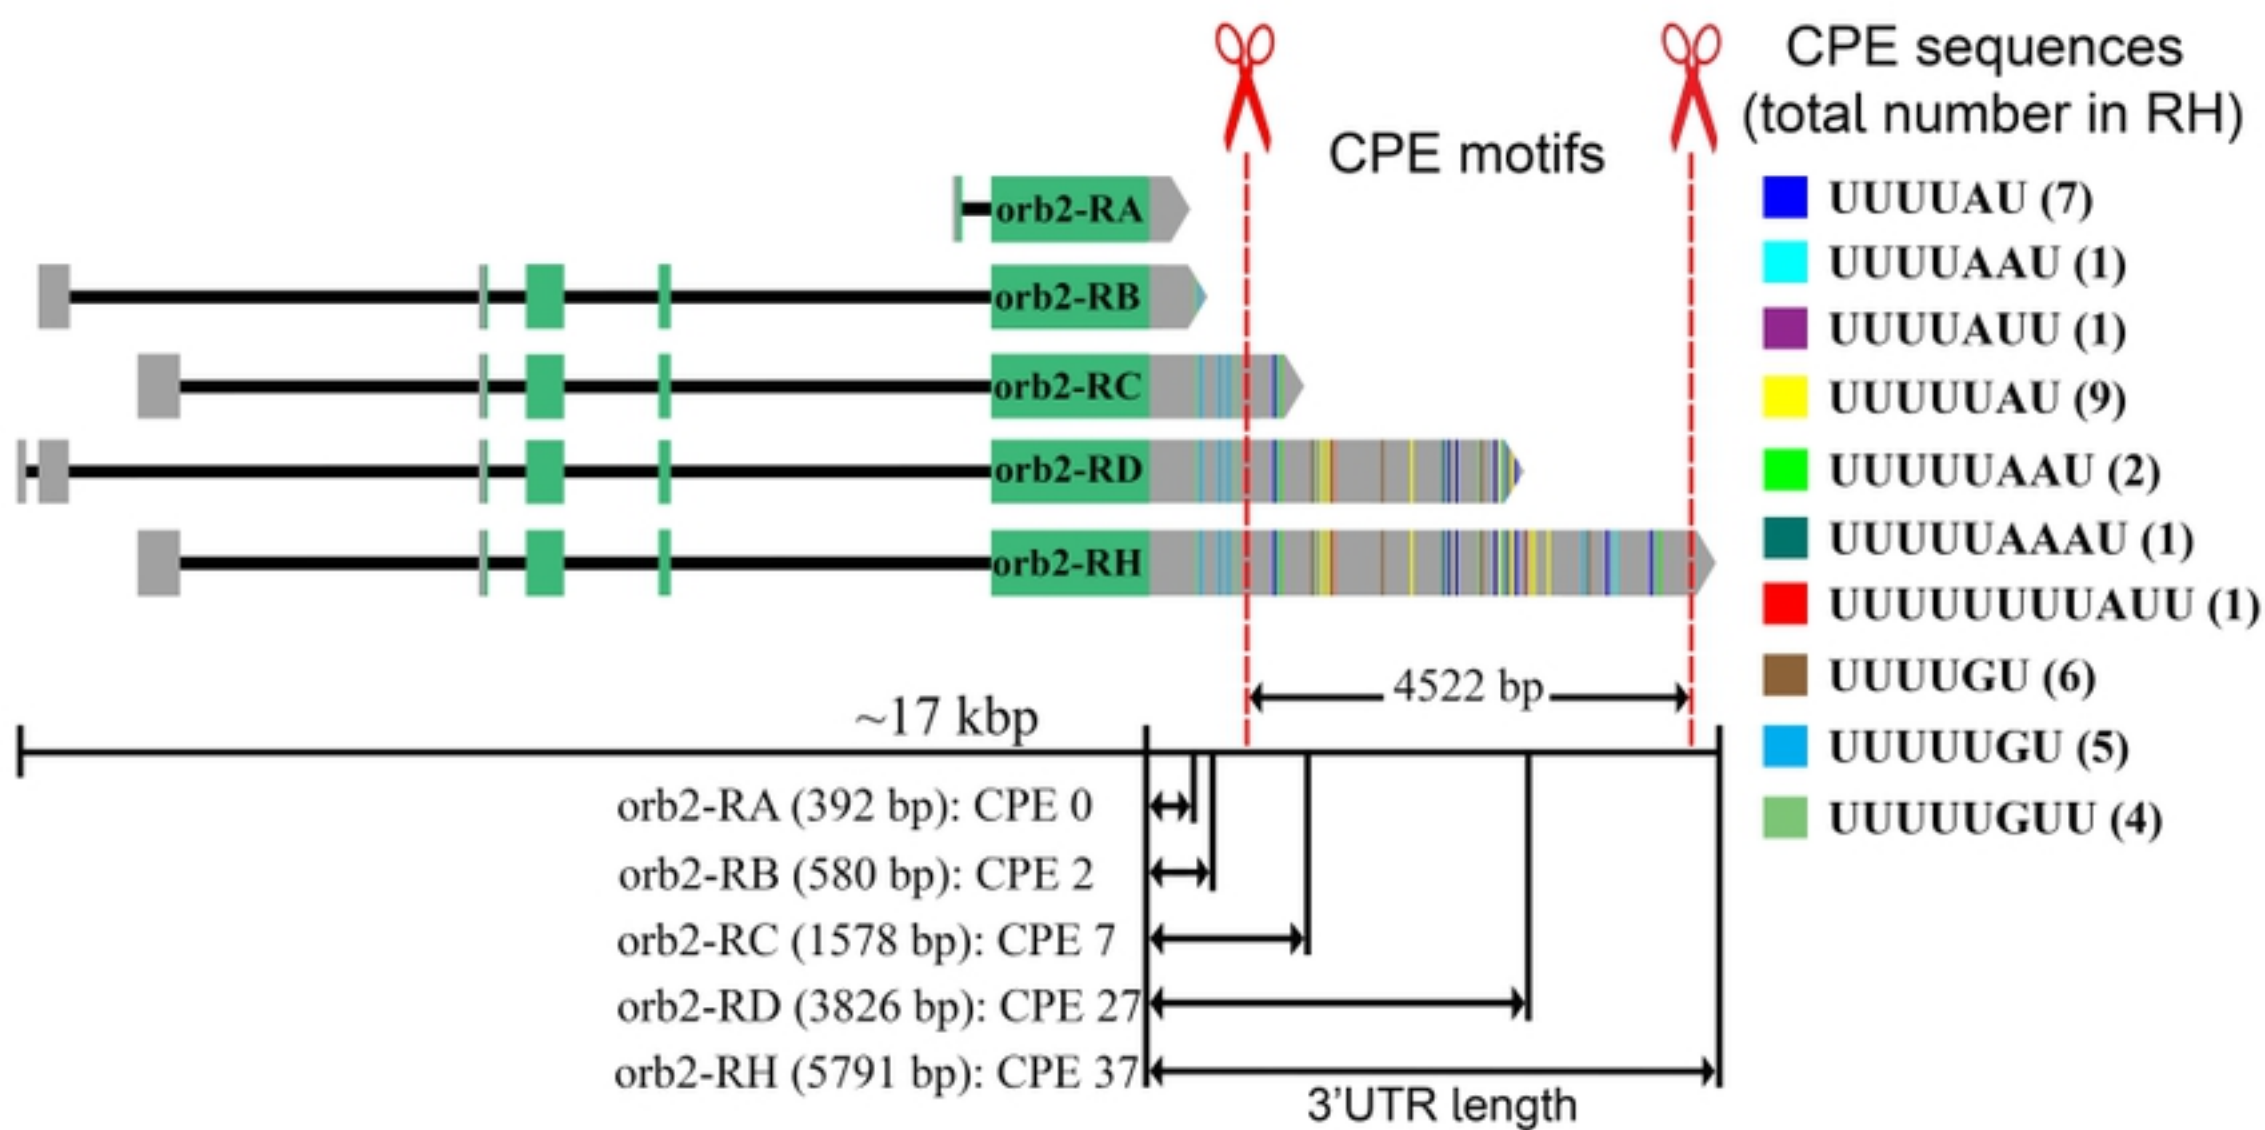 CPE sequences
(total number in RH)
CPE motifs
UUUUAU (7)
UUUUAAU (1)
UUUUAUU (1)
UUUUUAU (9)
UUUUUAAU (2)
UUUUUAAAU (1)
UUUUUUUUAUU (1)
UUUUGU (6)
UUUUUGU (5)
UUUUUGUU (4)
orb2-RA
orb2-RB
orb2-RC
orb2-RD
orb2-RH
4522 bp
~17 kbp
orb2-RA (392 bp): CPE 0
orb2-RB (580 bp): CPE 2
orb2-RC (1578 bp): CPE 7
orb2-RD (3826 bp): CPE 27
orb2-RH (5791 bp): CPE 37
3’UTR length